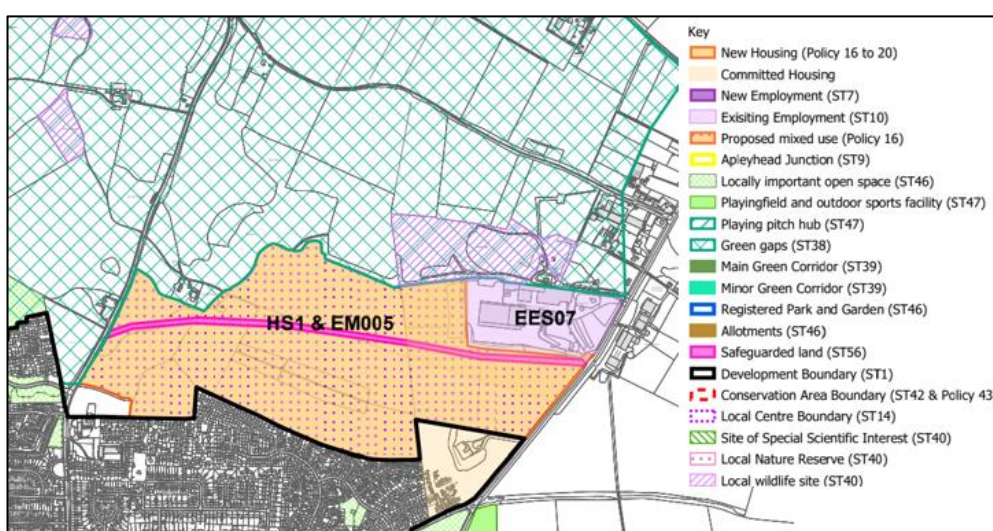 Key
New Housing (Policy 16 to 20)
Committed Housing
New Employment (ST7)
Exisiting Employment (ST10)
Proposed mixed use (Policy 16)
Apleyhead Junction (ST9)
Locally important open space (ST46)
Playingfield and outdoor sports facility (ST47)
Playing pitch hub (ST47)
Green gaps (ST38)
Main Green Corridor (ST39)
Minor Green Corridor (ST39)
Registered Park and Garden (ST46)
Allotments (ST46)
Safeguarded land (ST56)
Development Boundary (ST1)
Conservation Area Boundary (ST42 & Policy 43
Local Centre Boundary (ST14)
Site of Special Scientific Interest (ST40)
Local Nature Reserve (ST40)
Local wildlife site (ST40)
HS1 & EM005
EES07